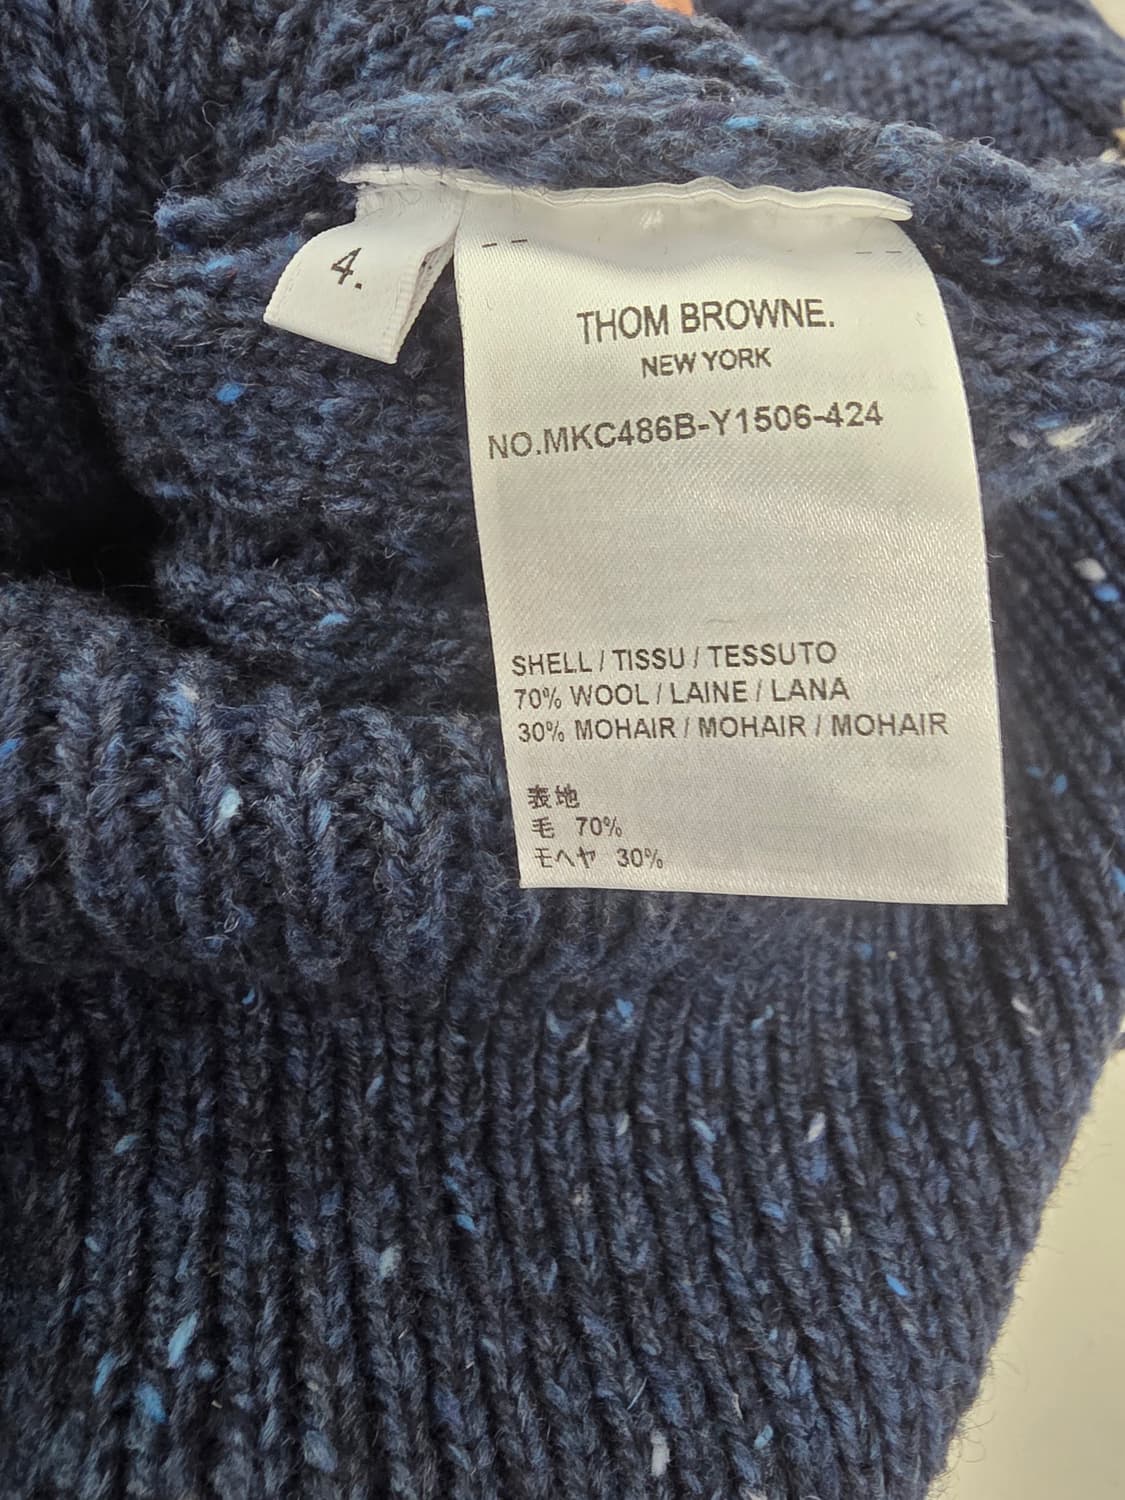 4.
THOM BROWNE.
NEW YORK
NO.MKC486B-Y1506-424
SHELL / TISSU / TESSUTO
70% WOOL / LAINE / LANA
30% MOHAIR / MOHAIR / MOHAIR
表地
毛 70%
モヘヤ 30%